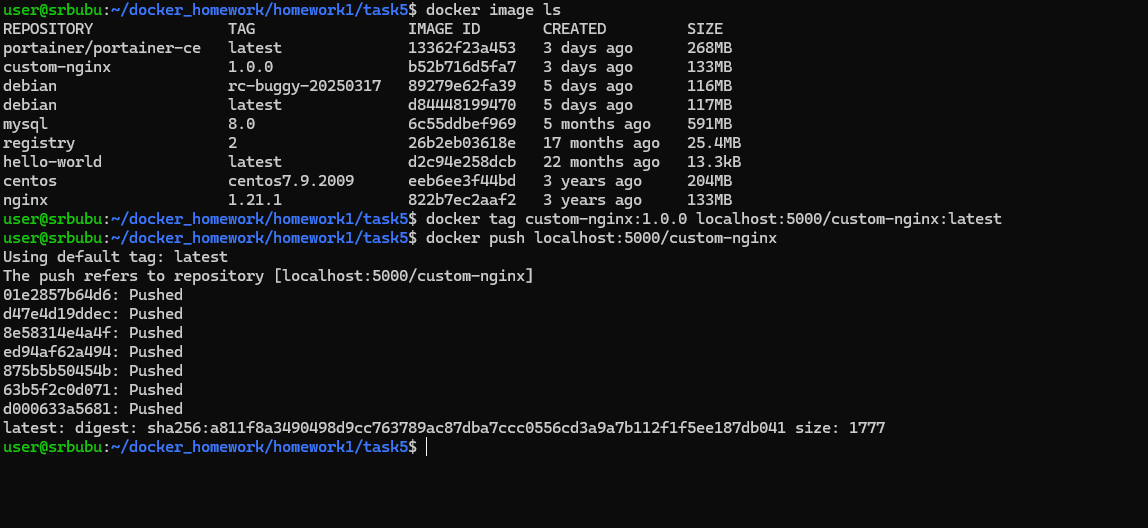 user@srbubu:~/docker_homework/homework1/task5$ docker image ls
REPOSITORY               TAG                 IMAGE ID       CREATED         SIZE
portainer/portainer-ce   latest              13362f23a453   3 days ago      268MB
custom-nginx             1.0.0               b52b716d5fa7   3 days ago      133MB
debian                   rc-buggy-20250317   89279e62fa39   5 days ago      116MB
debian                   latest              d84448199470   5 days ago      117MB
mysql                    8.0                 6c55ddbef969   5 months ago    591MB
registry                 2                   26b2eb03618e   17 months ago   25.4MB
hello-world              latest              d2c94e258dcb   22 months ago   13.3kB
centos                   centos7.9.2009      eeb6ee3f44bd   3 years ago     204MB
nginx                    1.21.1              822b7ec2aaf2   3 years ago     133MB
user@srbubu:~/docker_homework/homework1/task5$ docker tag custom-nginx:1.0.0 localhost:5000/custom-nginx:latest
user@srbubu:~/docker_homework/homework1/task5$ docker push localhost:5000/custom-nginx
Using default tag: latest
The push refers to repository [localhost:5000/custom-nginx]
01e2857b64d6: Pushed
d47e4d19ddec: Pushed
8e58314e4a4f: Pushed
ed94af62a494: Pushed
875b5b50454b: Pushed
63b5f2c0d071: Pushed
d000633a5681: Pushed
latest: digest: sha256:a811f8a3490498d9cc763789ac87dba7ccc0556cd3a9a7b112f1f5ee187db041 size: 1777
user@srbubu:~/docker_homework/homework1/task5$